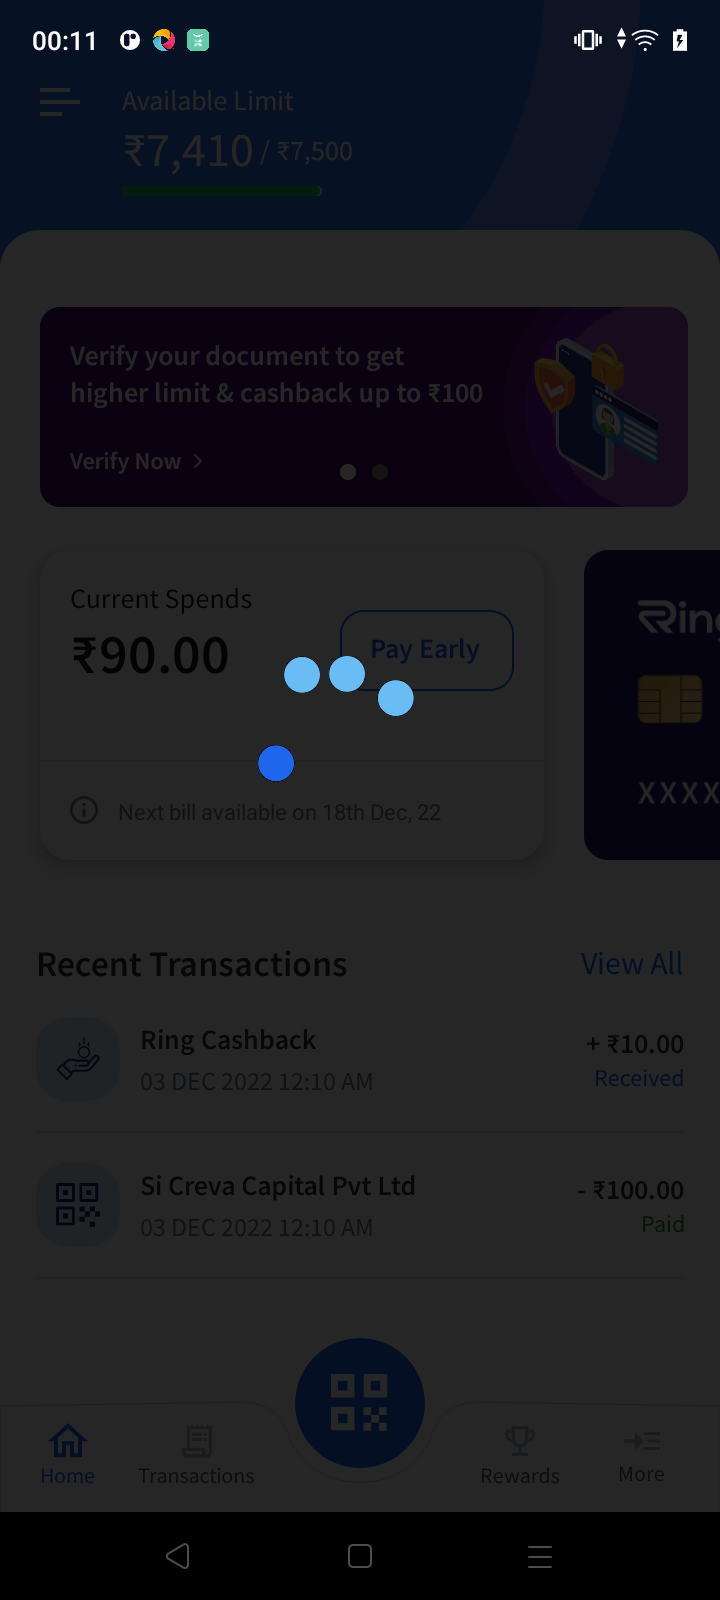 00:11
Available Limit
₹7,410 / ₹7,500
Verify your document to get
higher limit & cashback up to ₹100
Verify Now
Current Spends
₹90.00
Pay Early
Next bill available on 18th Dec, 22
XXXX
Recent Transactions
View All
Ring Cashback
+ ₹10.00
03 DEC 2022 12:10 AM
Received
Si Creva Capital Pvt Ltd
- ₹100.00
03 DEC 2022 12:10 AM
Paid
Home
Transactions
Rewards
More